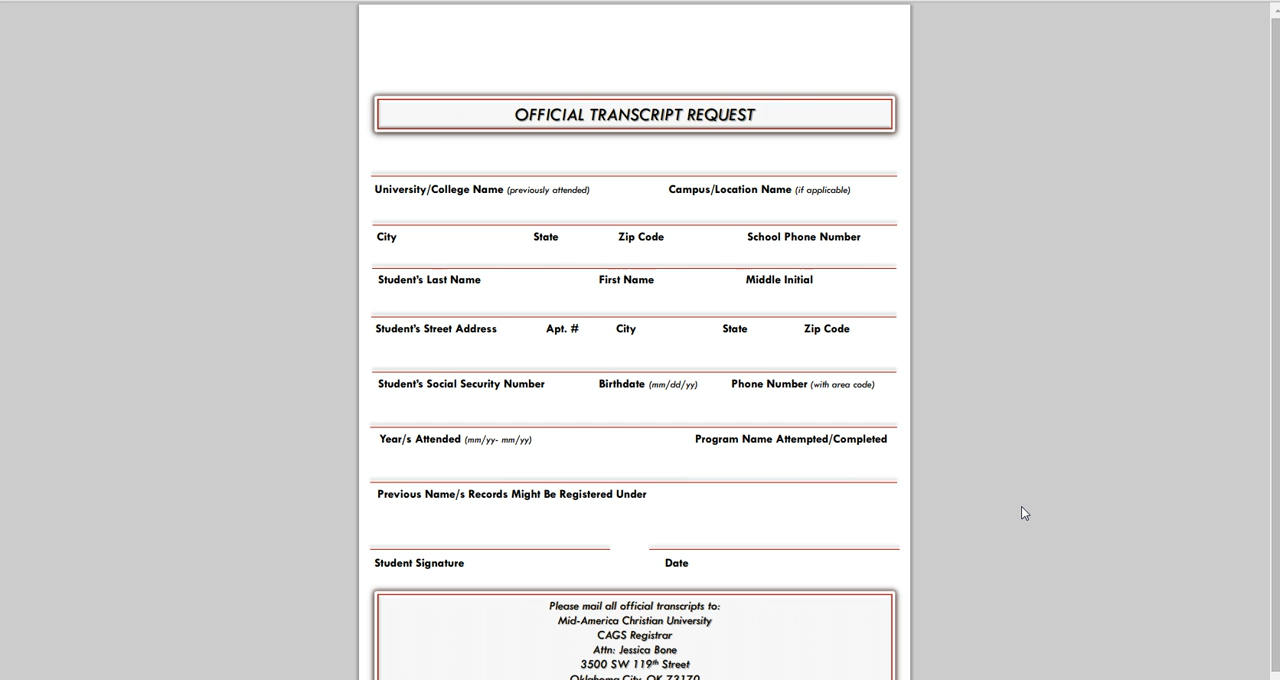 OFFICIAL TRANSCRIPT REQUEST
University/College Name (previously attended) Campus/Location Name (if applicable)
City State Zip Code School Phone Number
Student's Last Name First Name Middle Initial
Student's Street Address Apt. # City State Zip Code
Student's Social Security Number Birthdate (mm/dd/yy) Phone Number (with area code)
Year/s Attended (mm/yy- mm/yy) Program Name Attempted/Completed
Previous Name/s Records Might Be Registered Under
Student Signature Date
Please mail all official transcripts to:
Mid-America Christian University
CAGS Registrar
Attn: Jessica Bone
3500 SW 119th Street
Oklahoma City, OK 73170